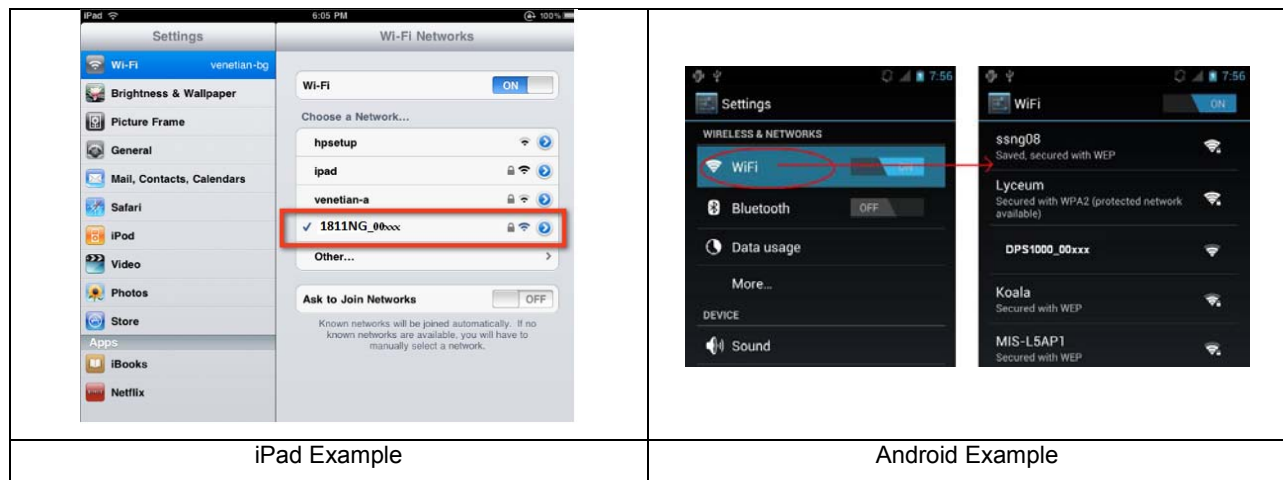 iPad 6:05 PM 100%
Settings
Wi-Fi venetian-bg
Brightness & Wallpaper
Picture Frame
General
Mail, Contacts, Calendars
Safari
iPod
Video
Photos
Store
Apps
iBooks
Netflix
Wi-Fi Networks
Wi-Fi ON
Choose a Network...
hpsetup
ipad
venetian-a
1811NG_00xxx
Other...
Ask to Join Networks OFF
Known networks will be joined automatically. If no
known networks are available, you will have to
manually select a network.
7:56
Settings
WIRELESS & NETWORKS
WiFi ON
Bluetooth OFF
Data usage
More...
DEVICE
Sound
7:56
WiFi ON
ssng08
Saved, secured with WEP
Lyceum
Secured with WPA2 (protected network
available)
DPS1000_00xxx
Koala
Secured with WEP
MIS-L5AP1
Secured with WEP
iPad Example
Android Example